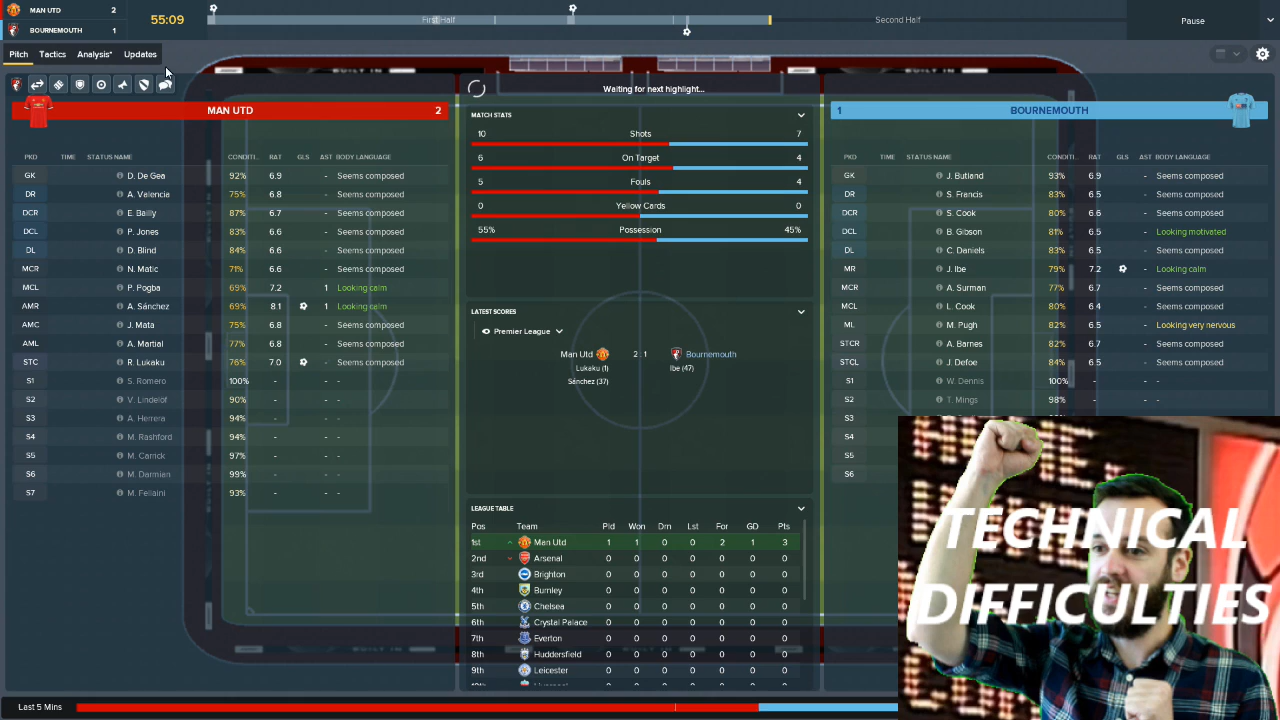 MAN UTD 2
BOURNEMOUTH 1
55:09
First Half
Second Half
Pause
Pitch Tactics Analysis* Updates
MAN UTD 2
PKD TIME STATUS NAME CONDITI... RAT GLS AST BODY LANGUAGE
GK D. De Gea 92% 6.9 - Seems composed
DR A. Valencia 75% 6.8 - Seems composed
DCR E. Bailly 87% 6.7 - Seems composed
DCL P. Jones 83% 6.6 - Seems composed
DL D. Blind 84% 6.6 - Seems composed
MCR N. Matic 71% 6.6 - Seems composed
MCL P. Pogba 69% 7.2 1 Looking calm
AMR A. Sánchez 69% 8.1 1 Looking calm
AMC J. Mata 75% 6.8 - Seems composed
AML A. Martial 77% 6.8 - Seems composed
STC R. Lukaku 76% 7.0 - Seems composed
S1 S. Romero 100% - - -
S2 V. Lindelof 90% - - -
S3 A. Herrera 94% - - -
S4 M. Rashford 94% - - -
S5 M. Carrick 97% - - -
S6 M. Darmian 99% - - -
S7 M. Fellaini 93% - - -
Waiting for next highlight...
MATCH STATS
10 Shots 7
6 On Target 4
5 Fouls 4
0 Yellow Cards 0
55% Possession 45%
LATEST SCORES
Premier League
Man Utd 2 : 1 Bournemouth
Lukaku (1) Ibe (47)
Sánchez (37)
LEAGUE TABLE
Pos Team Pld Won Drn Lst For GD Pts
1st Man Utd 1 1 0 0 2 1 3
2nd Arsenal 0 0 0 0 0 0 0
3rd Brighton 0 0 0 0 0 0 0
4th Burnley 0 0 0 0 0 0 0
5th Chelsea 0 0 0 0 0 0 0
6th Crystal Palace 0 0 0 0 0 0 0
7th Everton 0 0 0 0 0 0 0
8th Huddersfield 0 0 0 0 0 0 0
9th Leicester 0 0 0 0 0 0 0
1 BOURNEMOUTH
PKD TIME STATUS NAME CONDITI... RAT GLS AST BODY LANGUAGE
GK J. Butland 93% 6.9 - Seems composed
DR S. Francis 83% 6.5 - Seems composed
DCR S. Cook 80% 6.6 - Seems composed
DCL B. Gibson 81% 6.5 - Looking motivated
DL C. Daniels 83% 6.5 - Seems composed
MR J. Ibe 79% 7.2 - Looking calm
MCR A. Surman 77% 6.7 - Seems composed
MCL L. Cook 80% 6.4 - Seems composed
ML M. Pugh 82% 6.5 - Looking very nervous
STCR A. Barnes 82% 6.7 - Seems composed
STCL J. Defoe 84% 6.5 - Seems composed
S1 W. Dennis 100% - - -
S2 T. Mings 98% - - -
S3
S4
S5
S6
TECHNICAL
DIFFICULTIES
Last 5 Mins